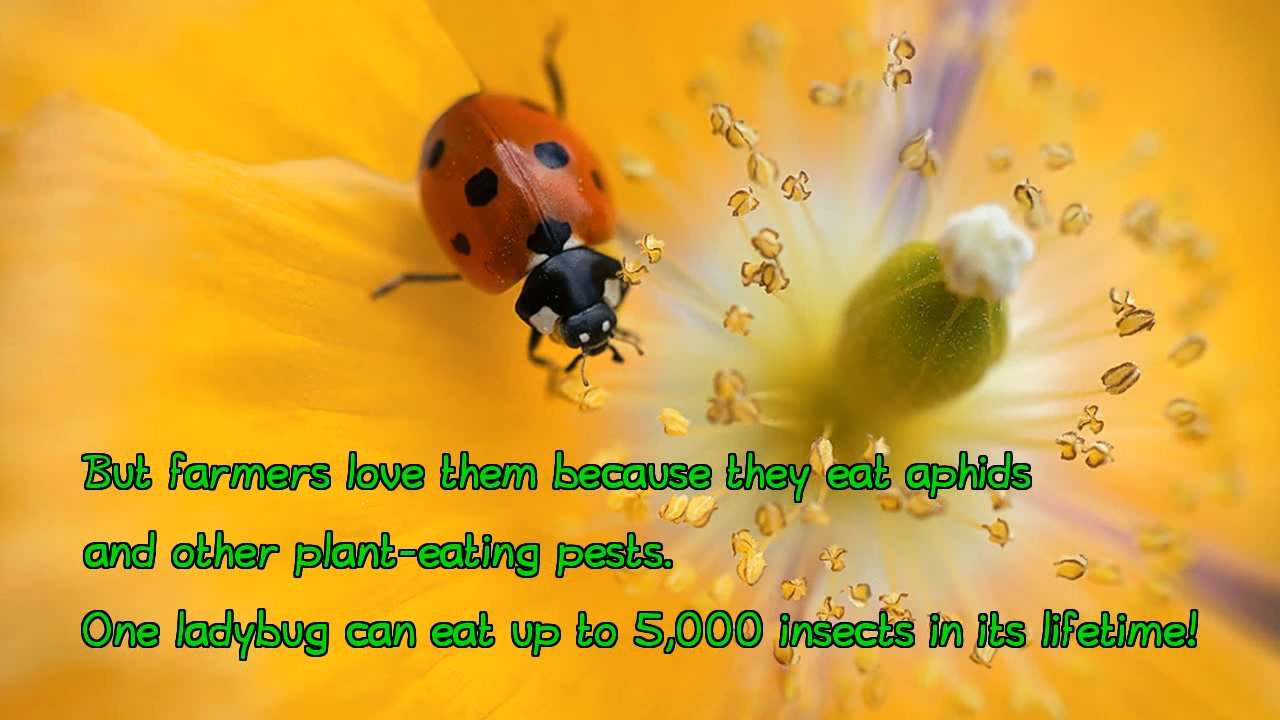 But farmers love them because they eat aphids
and other plant-eating pests.
One ladybug can eat up to 5,000 insects in its lifetime!